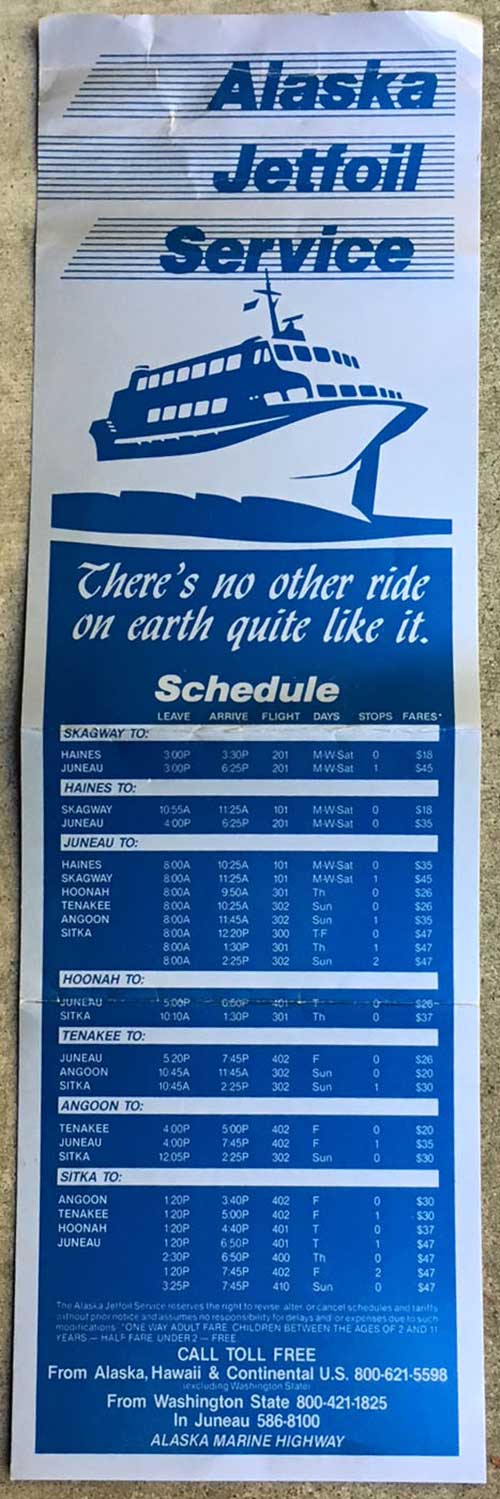 Alaska
Jetfoil
Service
There's no other ride
on earth quite like it.
Schedule
LEAVE ARRIVE FLIGHT DAYS STOPS FARES*
SKAGWAY TO:
HAINES 3:00P 3:30P 201 M-W-Sat 0 $18
JUNEAU 3:00P 6:25P 201 M-W-Sat 1 $45
HAINES TO:
SKAGWAY 10:55A 11:25A 101 M-W-Sat 0 $18
JUNEAU 4:00P 6:25P 201 M-W-Sat 0 $35
JUNEAU TO:
HAINES 8:00A 10:25A 101 M-W-Sat 0 $35
SKAGWAY 8:00A 11:25A 101 M-W-Sat 1 $45
HOONAH 8:00A 9:50A 301 Th 0 $26
TENAKEE 8:00A 10:25A 302 Sun 0 $26
ANGOON 8:00A 11:45A 302 Sun 1 $35
SITKA 8:00A 12:20P 300 T-F 0 $47
8:00A 1:30P 301 Th 1 $47
8:00A 2:25P 302 Sun 2 $47
HOONAH TO:
JUNEAU 5:00P 6:50P 401 T 0 $26
SITKA 10:10A 1:30P 301 Th 0 $37
TENAKEE TO:
JUNEAU 5:20P 7:45P 402 F 0 $26
ANGOON 10:45A 11:45A 302 Sun 0 $20
SITKA 10:45A 2:25P 302 Sun 1 $30
ANGOON TO:
TENAKEE 4:00P 5:00P 402 F 0 $20
JUNEAU 4:00P 7:45P 402 F 1 $35
SITKA 12:05P 2:25P 302 Sun 0 $30
SITKA TO:
ANGOON 1:20P 3:40P 402 F 0 $30
TENAKEE 1:20P 5:00P 402 F 1 $30
HOONAH 1:20P 4:40P 401 T 0 $37
JUNEAU 1:20P 6:50P 401 T 1 $47
2:30P 6:50P 400 Th 0 $47
1:20P 7:45P 402 F 2 $47
3:25P 7:45P 410 Sun 0 $47
The Alaska Jetfoil Service reserves the right to revise, alter or cancel schedules and tariffs
without prior notice and assumes no responsibility for delays and or expenses due to such
modifications. *ONE WAY ADULT FARE. CHILDREN BETWEEN THE AGES OF 2 AND 11
YEARS — HALF FARE. UNDER 2 — FREE.
CALL TOLL FREE
From Alaska, Hawaii & Continental U.S. 800-621-5598
(excluding Washington State)
From Washington State 800-421-1825
In Juneau 586-8100
ALASKA MARINE HIGHWAY